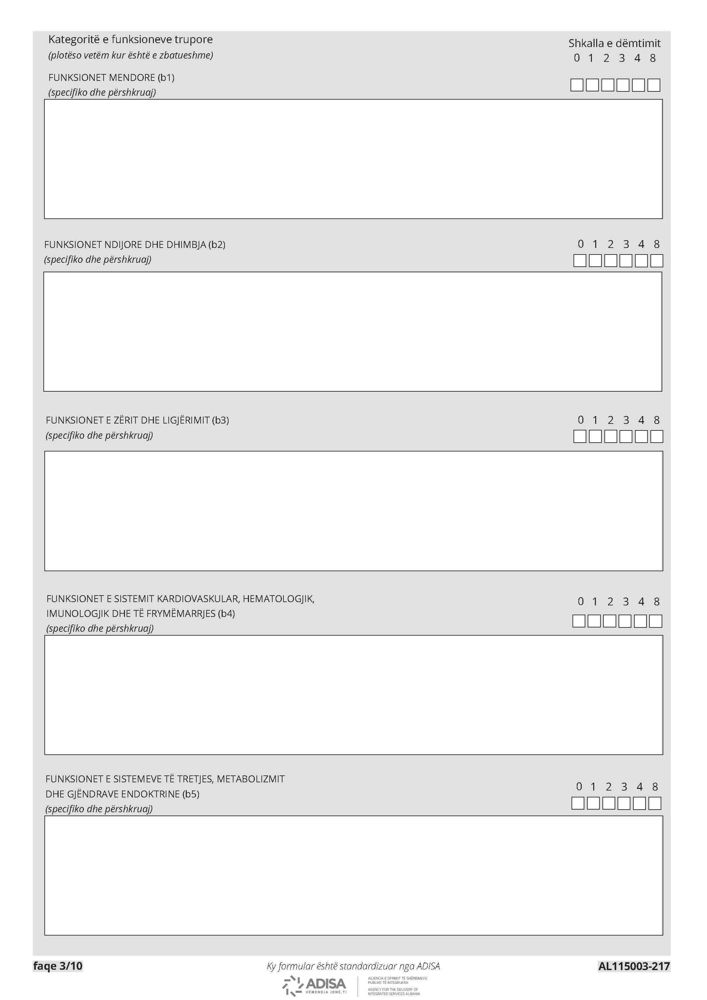 Kategoritë e funksioneve trupore
Shkalla e dëmtimit
(plotëso vetëm kur është e zbatueshme)
0 1 2 3 4 8
FUNKSIONET MENDORE (b1)
(specifiko dhe përshkruaj)
FUNKSIONET NDIJORE DHE DHIMBJA (b2)
0 1 2 3 4 8
(specifiko dhe përshkruaj)
FUNKSIONET E ZËRIT DHE LIGJËRIMIT (b3)
0 1 2 3 4 8
(specifiko dhe përshkruaj)
FUNKSIONET E SISTEMIT KARDIOVASKULAR, HEMATOLOGJIK,
0 1 2 3 4 8
IMUNOLOGJIK DHE TË FRYMËMARRJES (b4)
(specifiko dhe përshkruaj)
FUNKSIONET E SISTEMEVE TË TRETJES, METABOLIZMIT
0 1 2 3 4 8
DHE GJËNDRAVE ENDOKTRINE (b5)
(specifiko dhe përshkruaj)
faqe 3/10
Ky formular është standardizuar nga ADISA
AL115003-217
ADISA
VËMENDJA JONË, TI
AGJENCIA E OFRIMIT TË SHËRBIMEVE
PUBLIKE TË INTEGRUARA
AGENCY FOR THE DELIVERY OF
INTEGRATED SERVICES ALBANIA